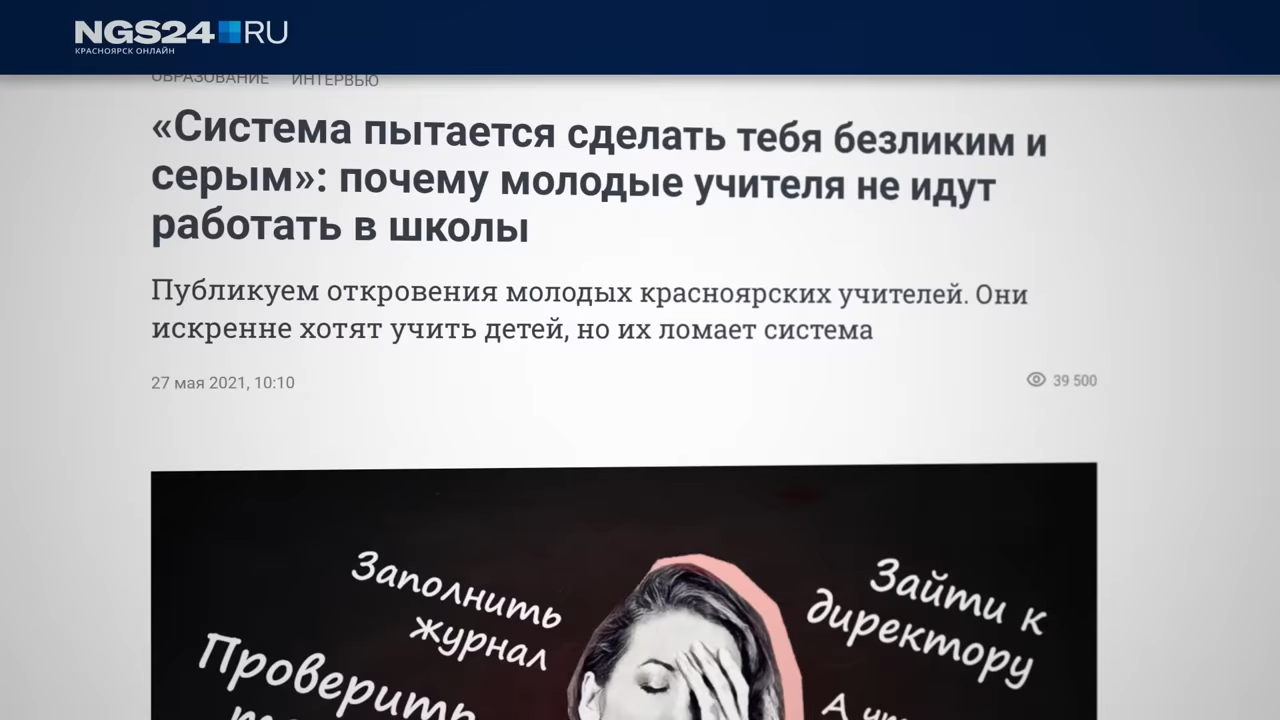 NGS24 RU
КРАСНОЯРСК ОНЛАЙН
ОБРАЗОВАНИЕ ИНТЕРВЬЮ
«Система пытается сделать тебя безликим и
серым»: почему молодые учителя не идут
работать в школы
Публикуем откровения молодых красноярских учителей. Они
искренне хотят учить детей, но их ломает система
27 мая 2021, 10:10
39 500
Заполнить
журнал
Зайти к
директору
Проверить
А